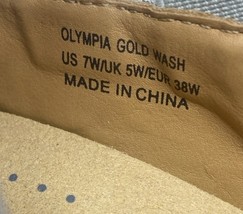 OLYMPIA GOLD WASH
US 7W/UK 5W/EUR 38W
MADE IN CHINA